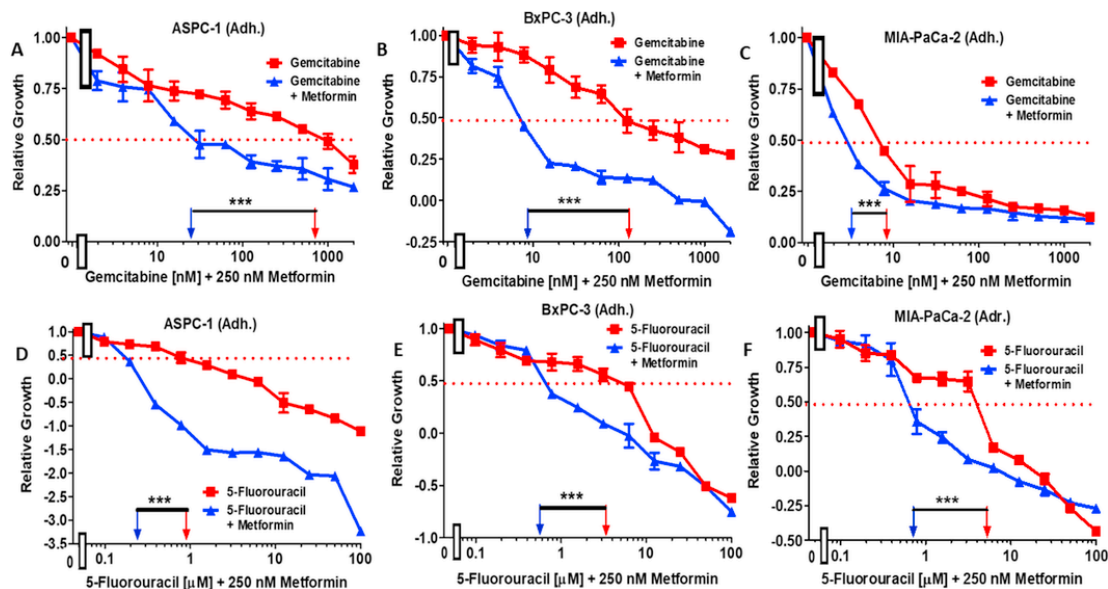 A
ASPC-1 (Adh.)
Relative Growth
1.00
0.75
0.50
0.25
0.00
Gemcitabine
Gemcitabine
+ Metformin
***
0
10
100
1000
Gemcitabine [nM] + 250 nM Metformin
B
BxPC-3 (Adh.)
Relative Growth
1.00
0.75
0.50
0.25
0.00
-0.25
Gemcitabine
Gemcitabine
+ Metformin
***
0
10
100
1000
Gemcitabine [nM] + 250 nM Metformin
C
MIA-PaCa-2 (Adh.)
Relative Growth
1.00
0.75
0.50
0.25
0.00
Gemcitabine
Gemcitabine
+ Metformin
***
0
10
100
1000
Gemcitabine [nM] + 250 nM Metformin
D
ASPC-1 (Adh.)
Relative Growth
1.0
0.5
0.0
-0.5
-1.0
-1.5
-2.0
-2.5
-3.0
-3.5
5-Fluorouracil
5-Fluorouracil
+ Metformin
***
0
0.1
1
10
100
5-Fluorouracil [µM] + 250 nM Metformin
E
BxPC-3 (Adh.)
Relative Growth
1.0
0.5
0.0
-0.5
-1.0
5-Fluorouracil
5-Fluorouracil
+ Metformin
***
0
0.1
1
10
100
5-Fluorouracil [µM] + 250 nM Metformin
F
MIA-PaCa-2 (Adr.)
Relative Growth
1.00
0.75
0.50
0.25
0.00
-0.25
-0.50
5-Fluorouracil
5-Fluorouracil
+ Metformin
***
0
0.1
1
10
100
5-Fluorouracil [µM] + 250 nM Metformin